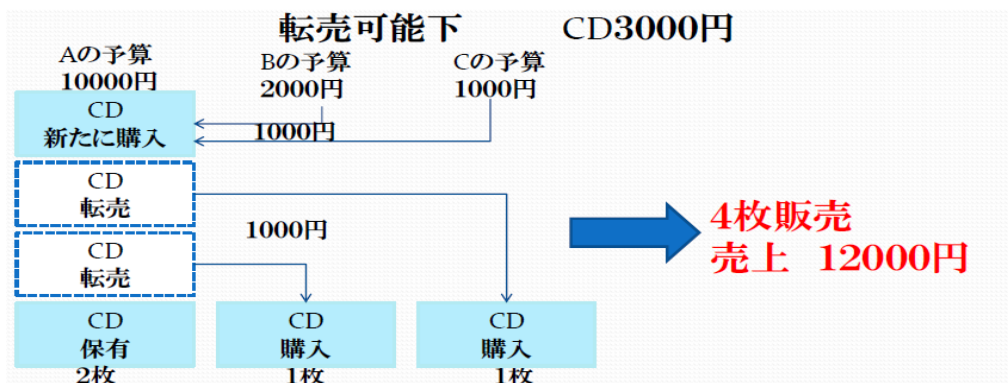 転売可能下 CD3000円
Aの予算
10000円
Bの予算
2000円
Cの予算
1000円
CD
新たに購入
1000円
CD
転売
1000円
CD
転売
4枚販売
売上 12000円
CD
保有
2枚
CD
購入
1枚
CD
購入
1枚